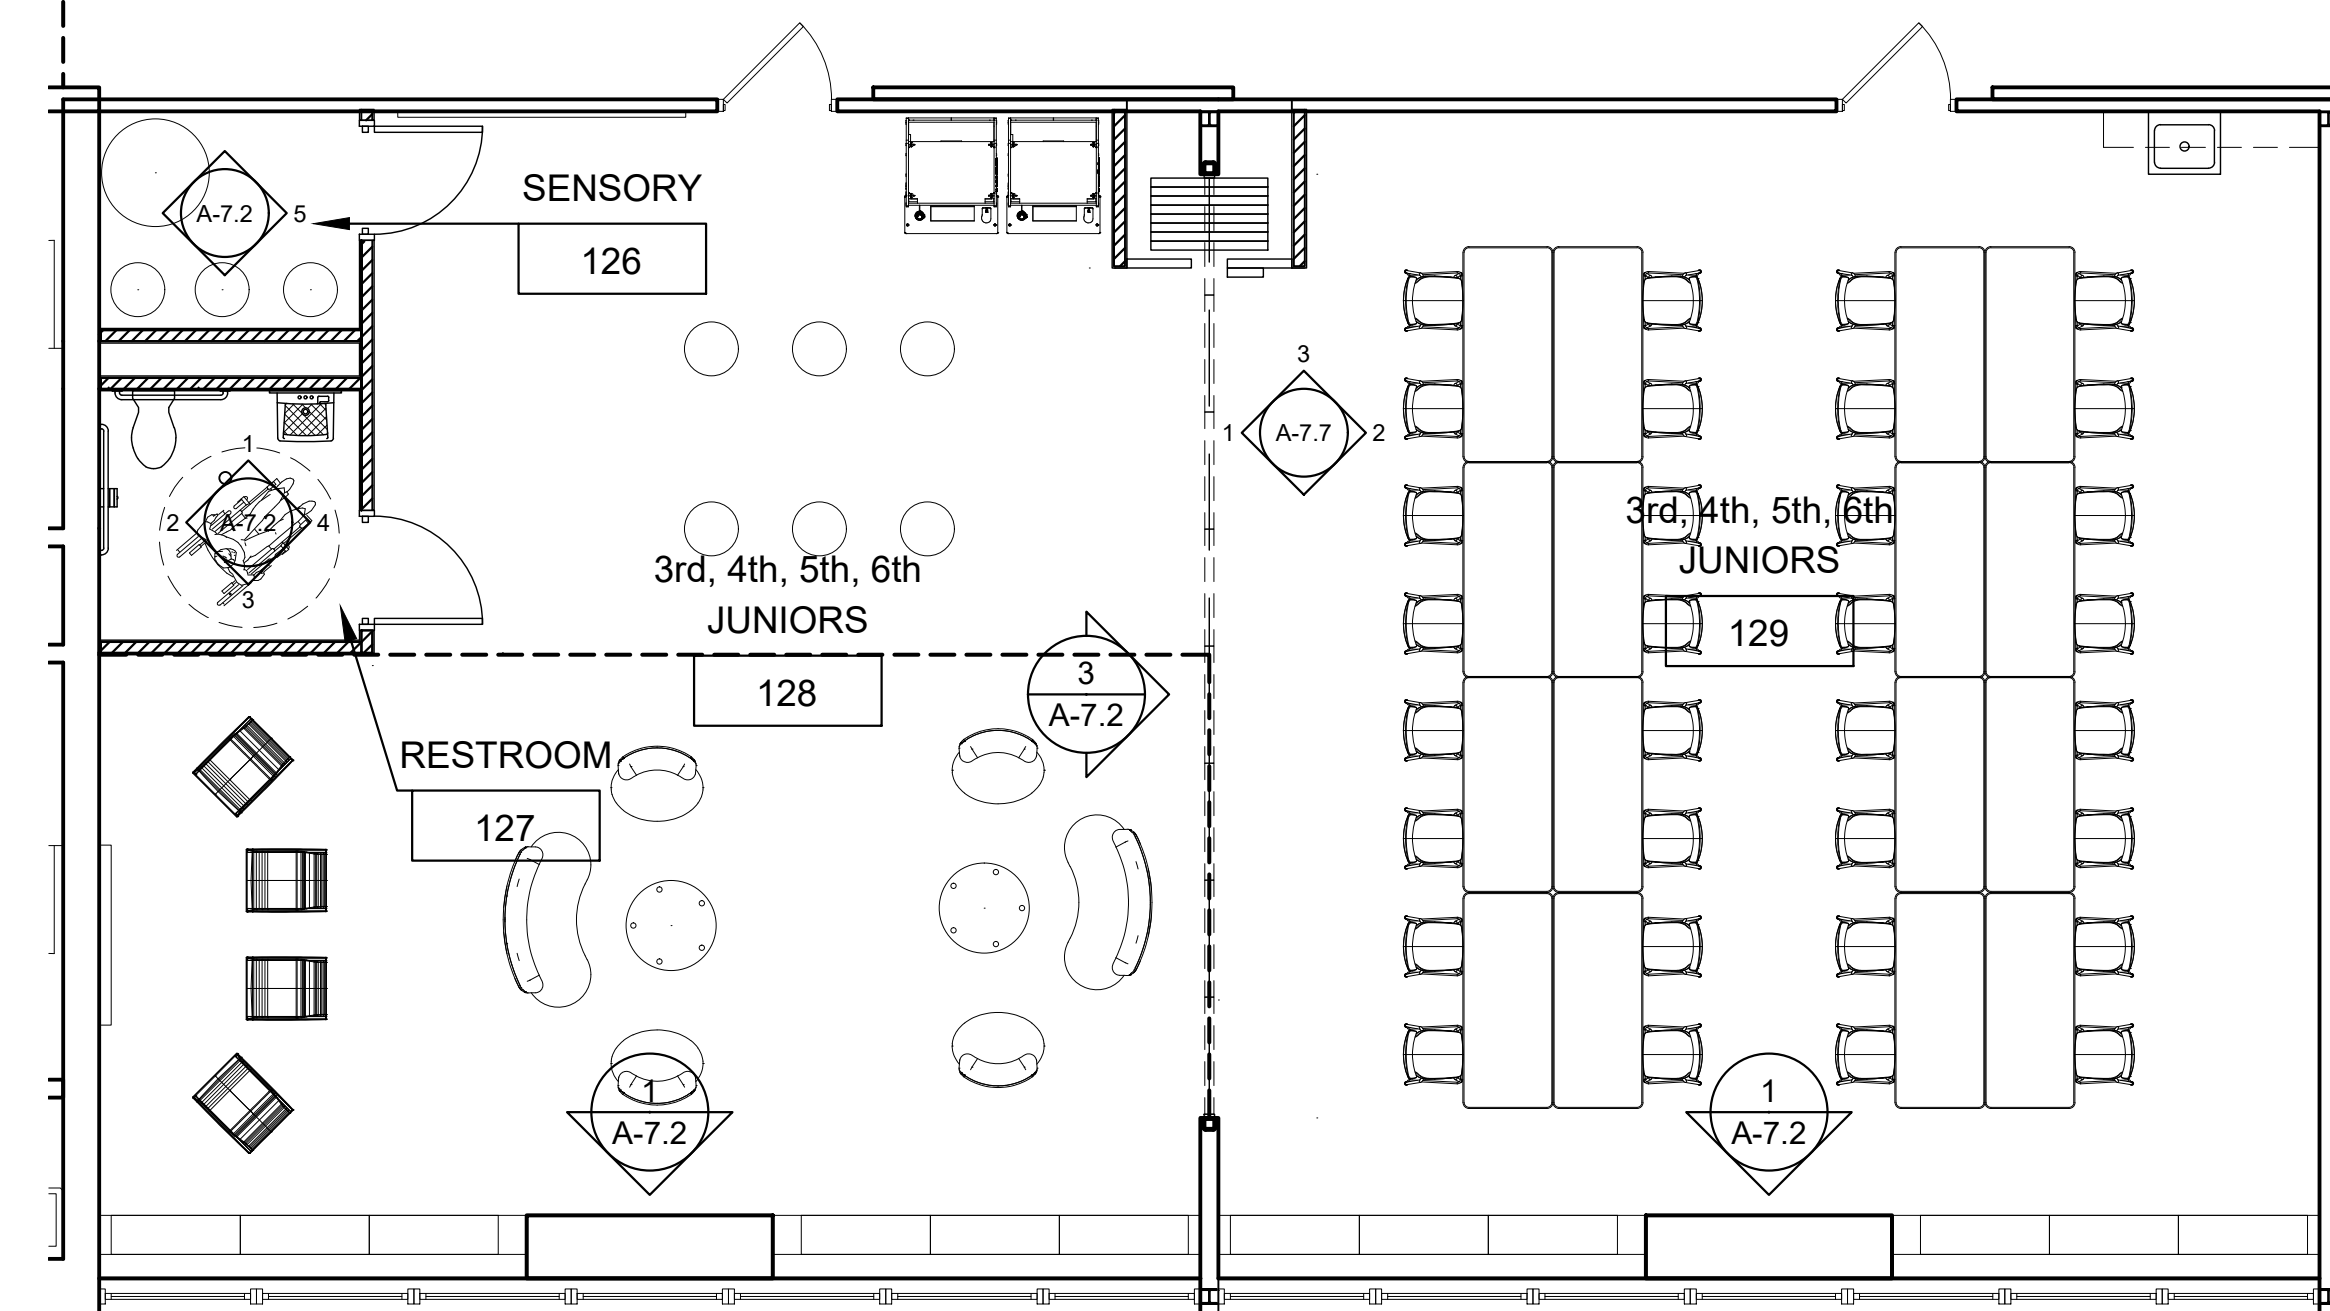 SENSORY
126
A-7.2
5
3
1
A-7.7
2
1
2
A-7.2
4
3
3rd, 4th, 5th, 6th
JUNIORS
128
3rd, 4th, 5th, 6th
JUNIORS
129
3
A-7.2
RESTROOM
127
1
A-7.2
1
A-7.2